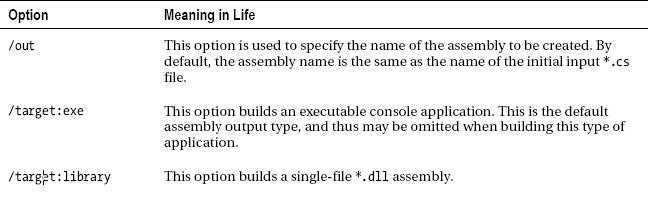 Option Meaning in Life
/out This option is used to specify the name of the assembly to be created. By
default, the assembly name is the same as the name of the initial input *.cs
file.
/target:exe This option builds an executable console application. This is the default
assembly output type, and thus may be omitted when building this type of
application.
/target:library This option builds a single-file *.dll assembly.